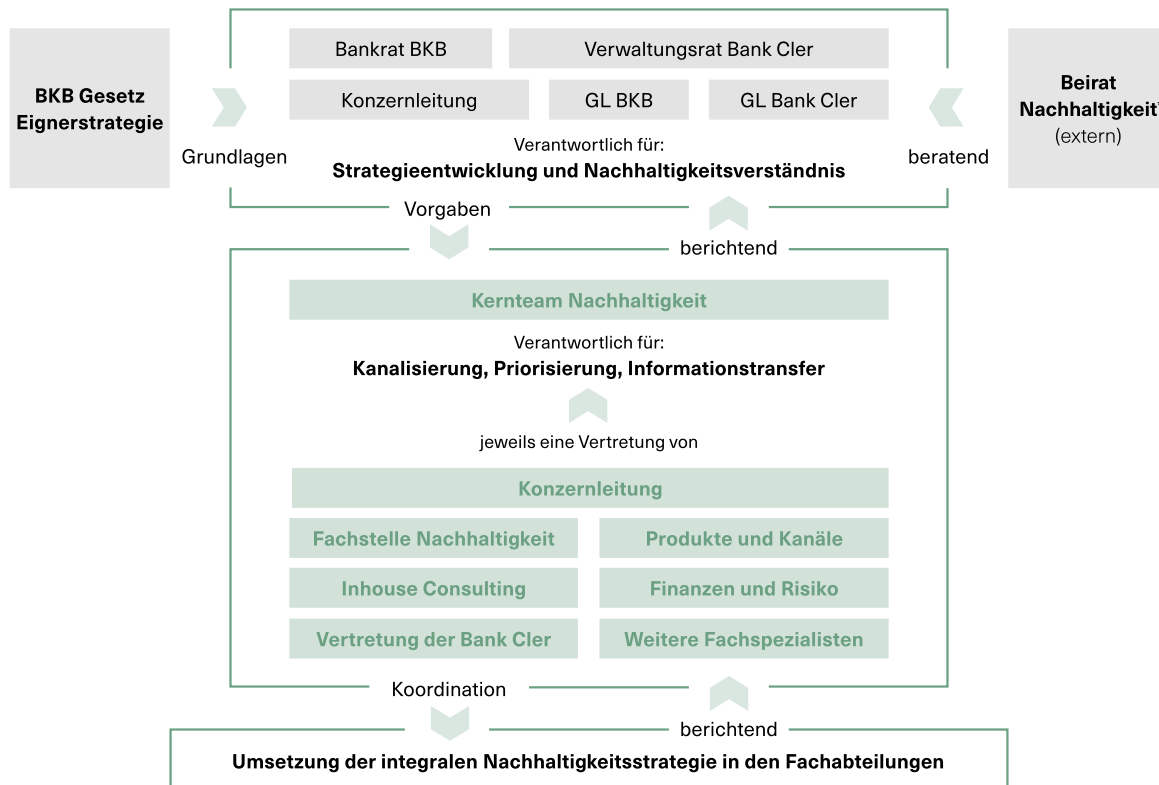 Bankrat BKB
Verwaltungsrat Bank Cler
BKB Gesetz
Eignerstrategie
Konzernleitung
GL BKB
GL Bank Cler
Beirat
Nachhaltigkeit*
(extern)
Grundlagen
Verantwortlich für:
Strategieentwicklung und Nachhaltigkeitsverständnis
beratend
Vorgaben
berichtend
Kernteam Nachhaltigkeit
Verantwortlich für:
Kanalisierung, Priorisierung, Informationstransfer
jeweils eine Vertretung von
Konzernleitung
Fachstelle Nachhaltigkeit
Produkte und Kanäle
Inhouse Consulting
Finanzen und Risiko
Vertretung der Bank Cler
Weitere Fachspezialisten
Koordination
berichtend
Umsetzung der integralen Nachhaltigkeitsstrategie in den Fachabteilungen